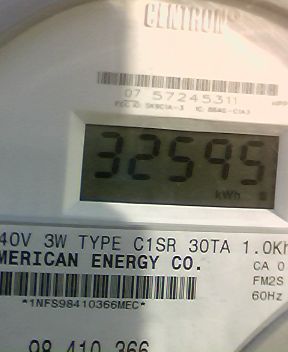 CENTRON
07 57245311
32595
kWh
40V 3W TYPE C1SR 30TA 1.0Kh
MERICAN ENERGY CO.
CA 0
FM2S
60Hz
*1NFS98410366MEC*
98 410 366